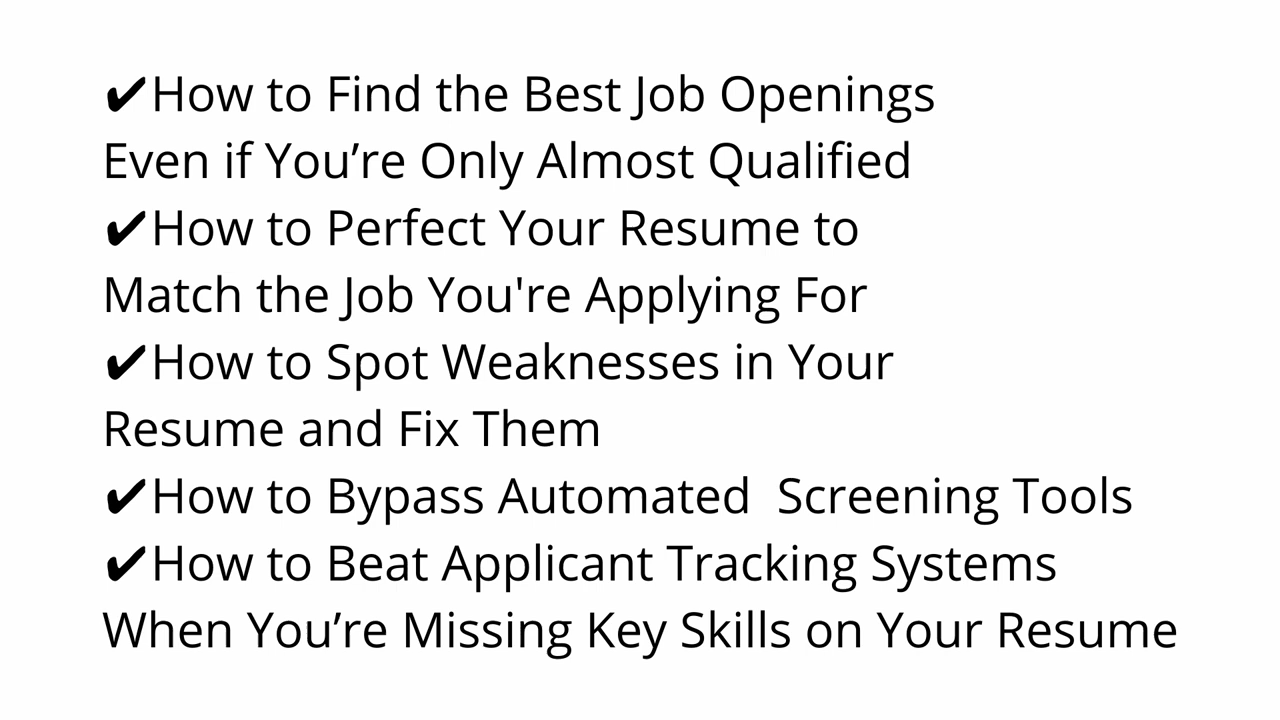 ✔How to Find the Best Job Openings
Even if You’re Only Almost Qualified
✔How to Perfect Your Resume to
Match the Job You're Applying For
✔How to Spot Weaknesses in Your
Resume and Fix Them
✔How to Bypass Automated  Screening Tools
✔How to Beat Applicant Tracking Systems
When You’re Missing Key Skills on Your Resume